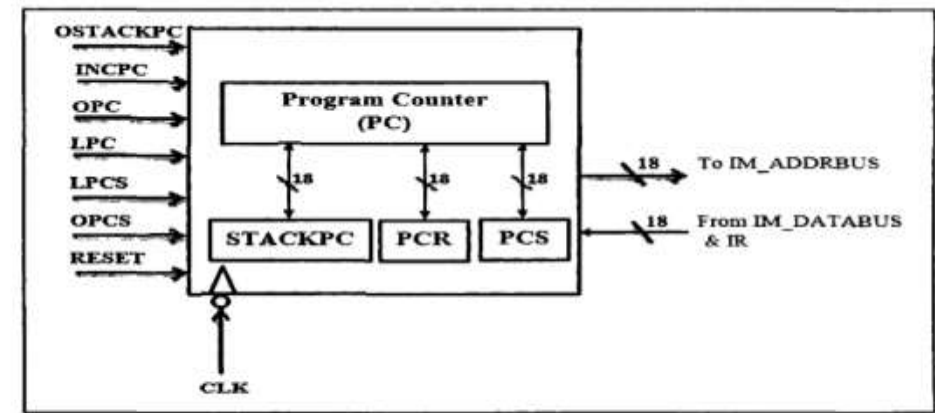 OSTACKPC
INCPC
OPC
LPC
LPCS
OPCS
RESET
Program Counter
(PC)
18
18
18
STACKPC
PCR
PCS
18
To IM_ADDRBUS
18
From IM_DATABUS
& IR
CLK